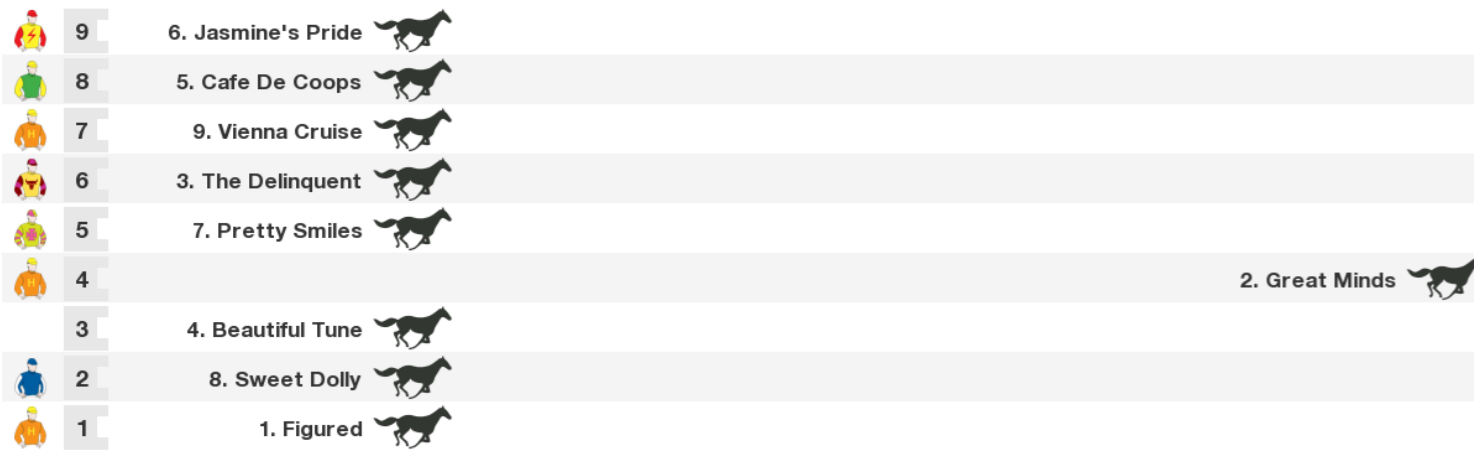 9 6. Jasmine's Pride
8 5. Cafe De Coops
7 9. Vienna Cruise
6 3. The Delinquent
5 7. Pretty Smiles
4 2. Great Minds
3 4. Beautiful Tune
2 8. Sweet Dolly
1 1. Figured